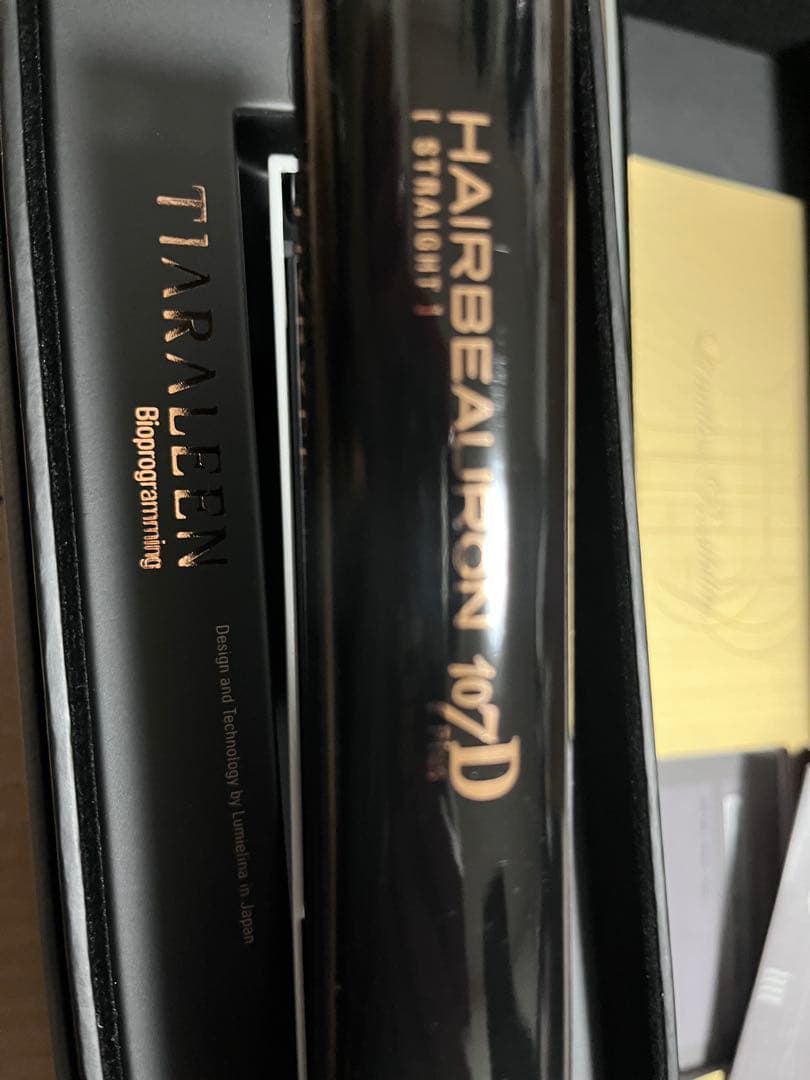 HAIRBEAURON 107D
[ STRAIGHT ]
TIARALEEN
Bioprogramming
Design and Technology by Lumielina in Japan